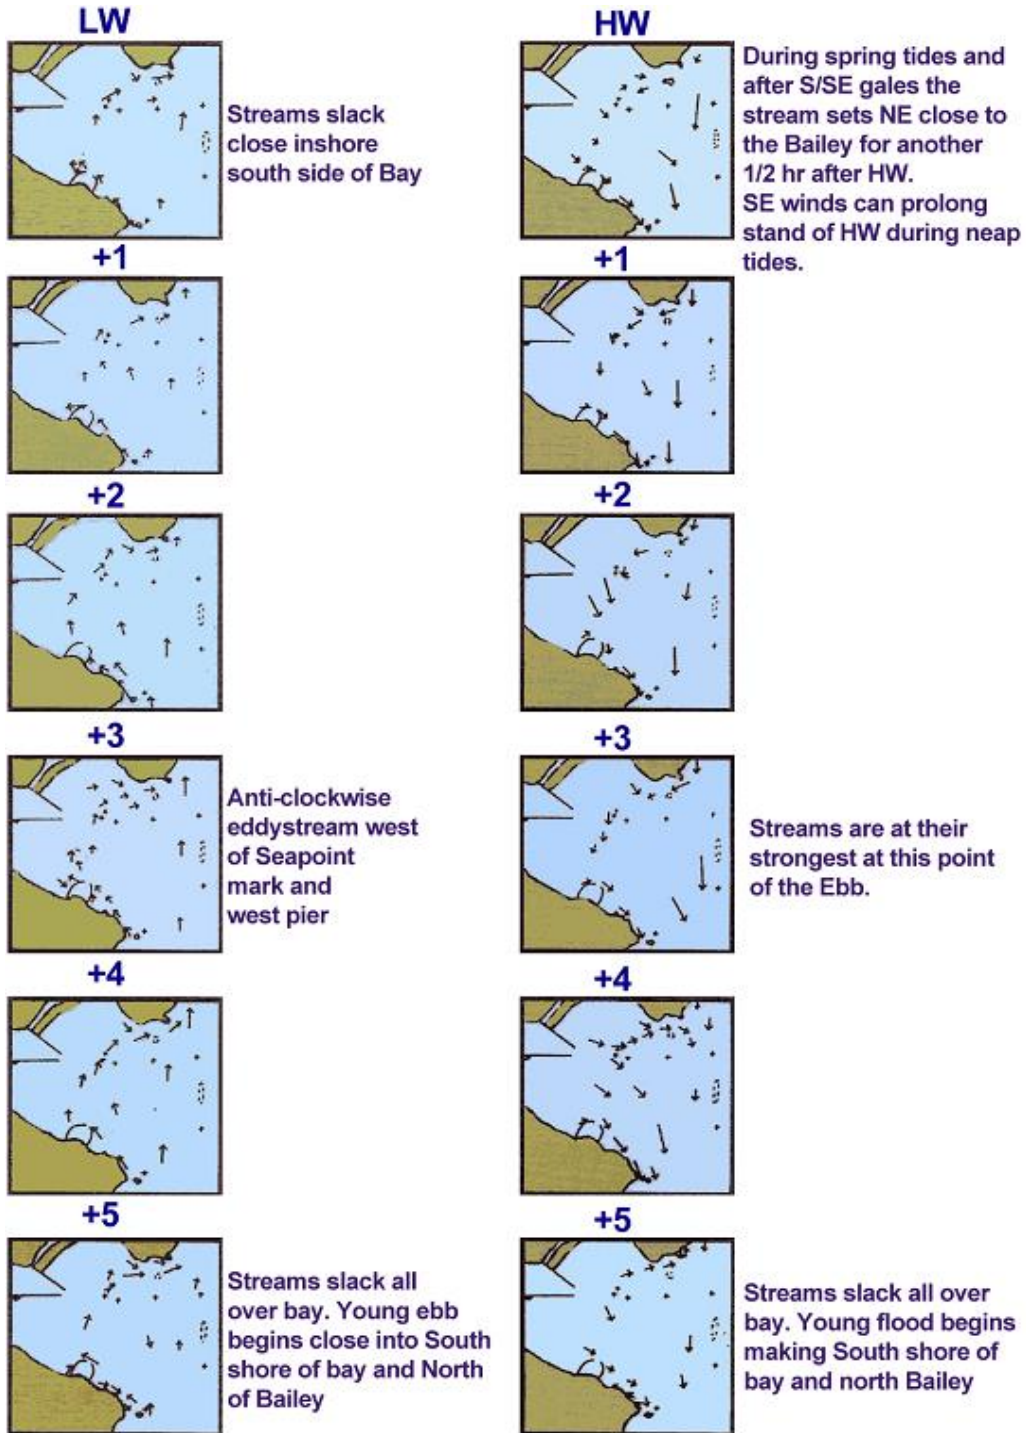 LW
HW
Streams slack
close inshore
south side of Bay
During spring tides and
after S/SE gales the
stream sets NE close to
the Bailey for another
1/2 hr after HW.
SE winds can prolong
stand of HW during neap
tides.
+1
+1
+2
+2
+3
+3
Anti-clockwise
eddystream west
of Seapoint
mark and
west pier
Streams are at their
strongest at this point
of the Ebb.
+4
+4
+5
+5
Streams slack all
over bay. Young ebb
begins close into South
shore of bay and North
of Bailey
Streams slack all over
bay. Young flood begins
making South shore of
bay and north Bailey